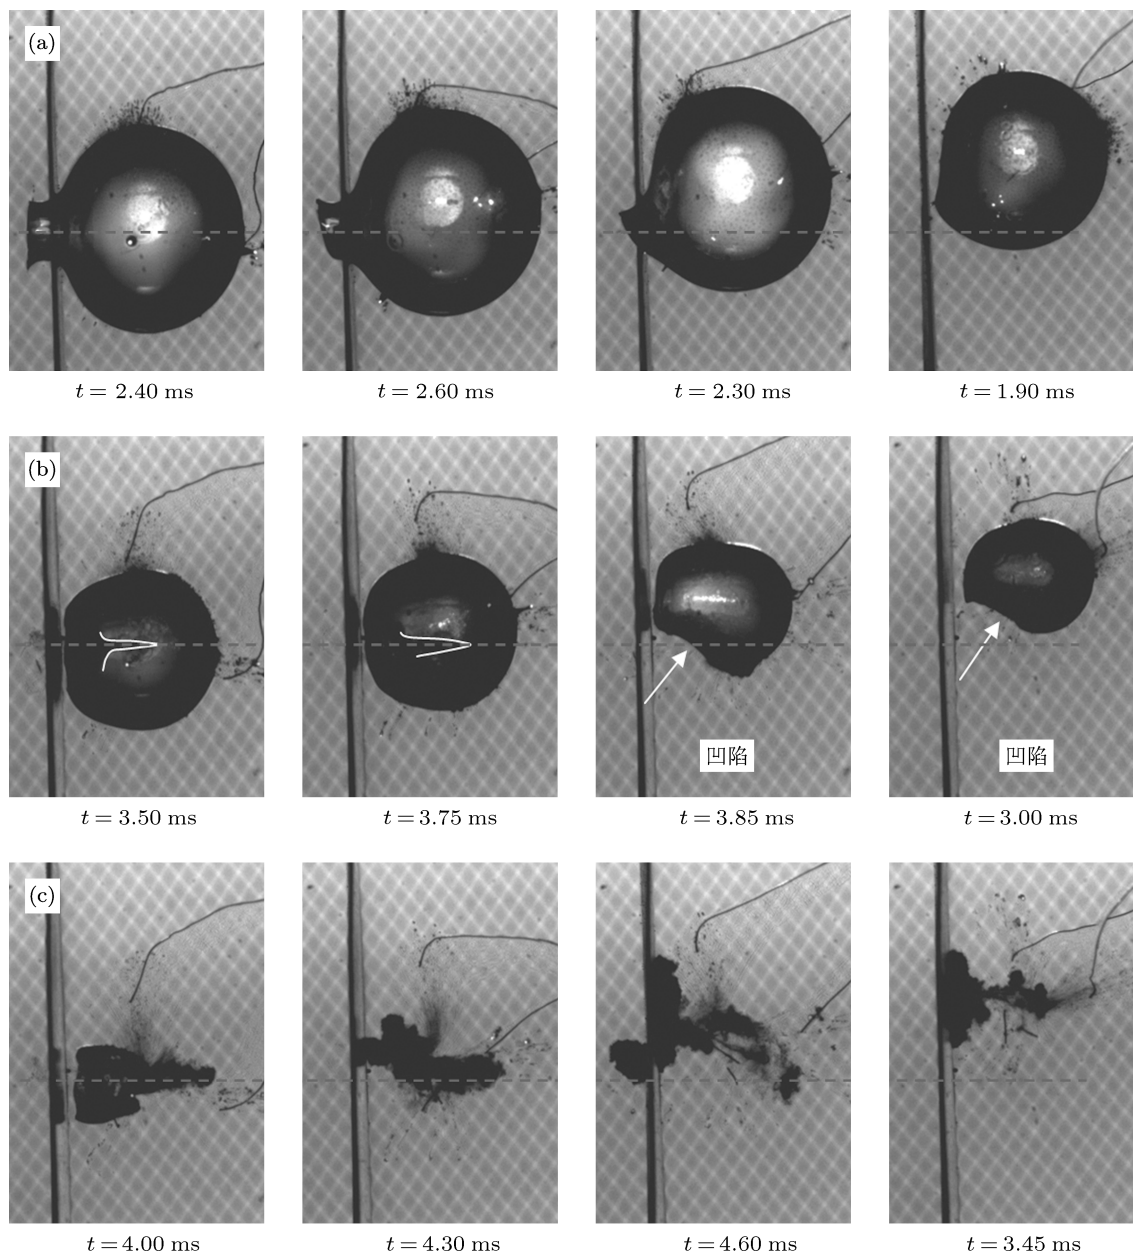 (a)
t = 2.40 ms
t = 2.60 ms
t = 2.30 ms
t = 1.90 ms
(b)
凹陷
凹陷
t = 3.50 ms
t = 3.75 ms
t = 3.85 ms
t = 3.00 ms
(c)
t = 4.00 ms
t = 4.30 ms
t = 4.60 ms
t = 3.45 ms